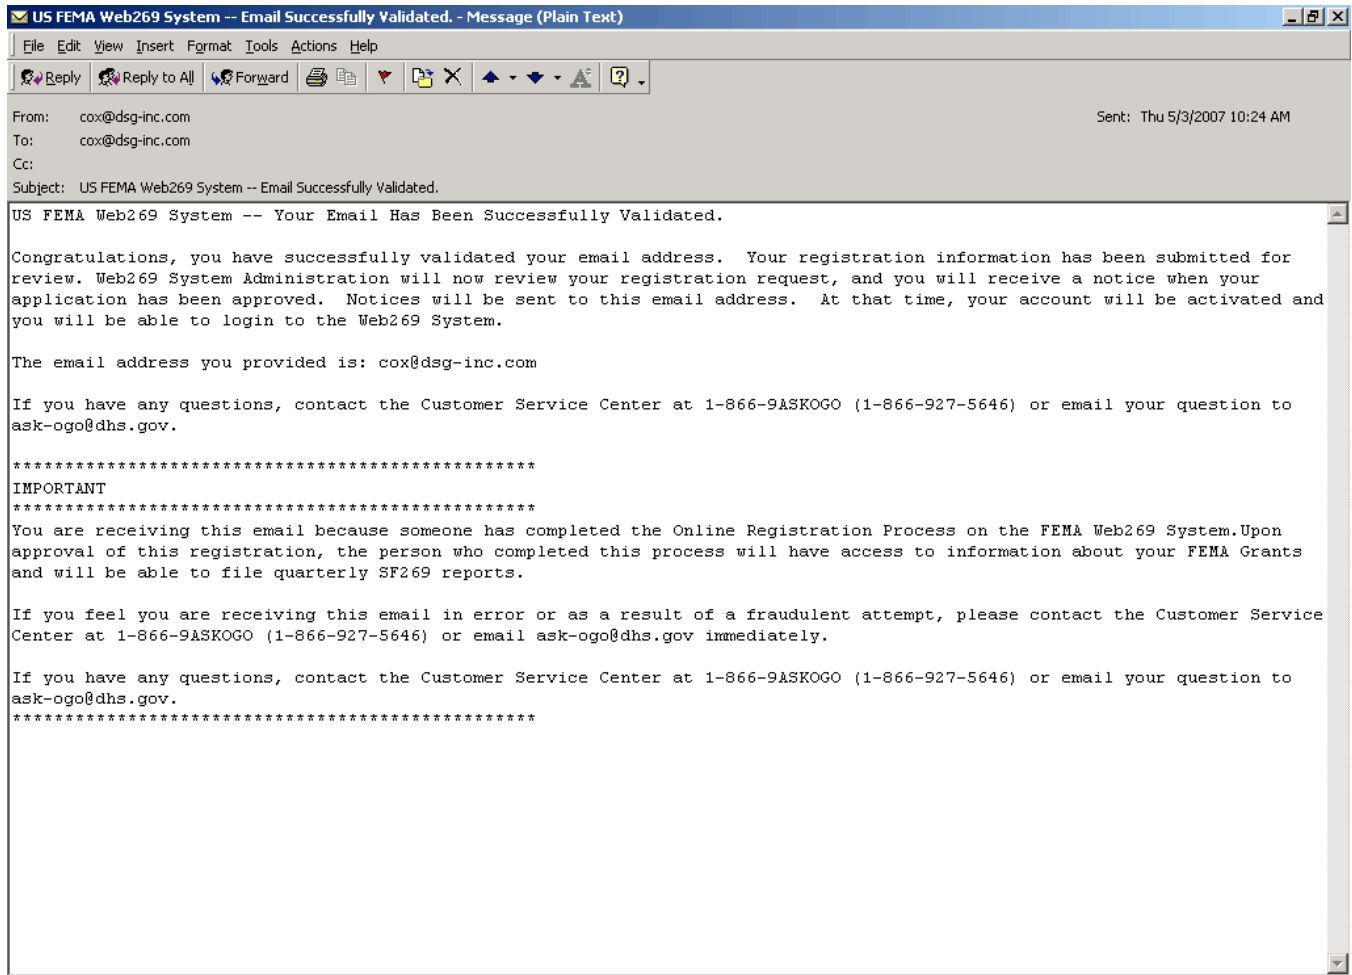 US FEMA Web269 System -- Email Successfully Validated. - Message (Plain Text)
File Edit View Insert Format Tools Actions Help
Reply Reply to All Forward
From: cox@dsg-inc.com Sent: Thu 5/3/2007 10:24 AM
To: cox@dsg-inc.com
Cc:
Subject: US FEMA Web269 System -- Email Successfully Validated.
US FEMA Web269 System -- Your Email Has Been Successfully Validated.
Congratulations, you have successfully validated your email address.  Your registration information has been submitted for
review. Web269 System Administration will now review your registration request, and you will receive a notice when your
application has been approved.  Notices will be sent to this email address.  At that time, your account will be activated and
you will be able to login to the Web269 System.
The email address you provided is: cox@dsg-inc.com
If you have any questions, contact the Customer Service Center at 1-866-9ASKOGO (1-866-927-5646) or email your question to
ask-ogo@dhs.gov.
**************************************************
IMPORTANT
**************************************************
You are receiving this email because someone has completed the Online Registration Process on the FEMA Web269 System.Upon
approval of this registration, the person who completed this process will have access to information about your FEMA Grants
and will be able to file quarterly SF269 reports.
If you feel you are receiving this email in error or as a result of a fraudulent attempt, please contact the Customer Service
Center at 1-866-9ASKOGO (1-866-927-5646) or email ask-ogo@dhs.gov immediately.
If you have any questions, contact the Customer Service Center at 1-866-9ASKOGO (1-866-927-5646) or email your question to
ask-ogo@dhs.gov.
**************************************************